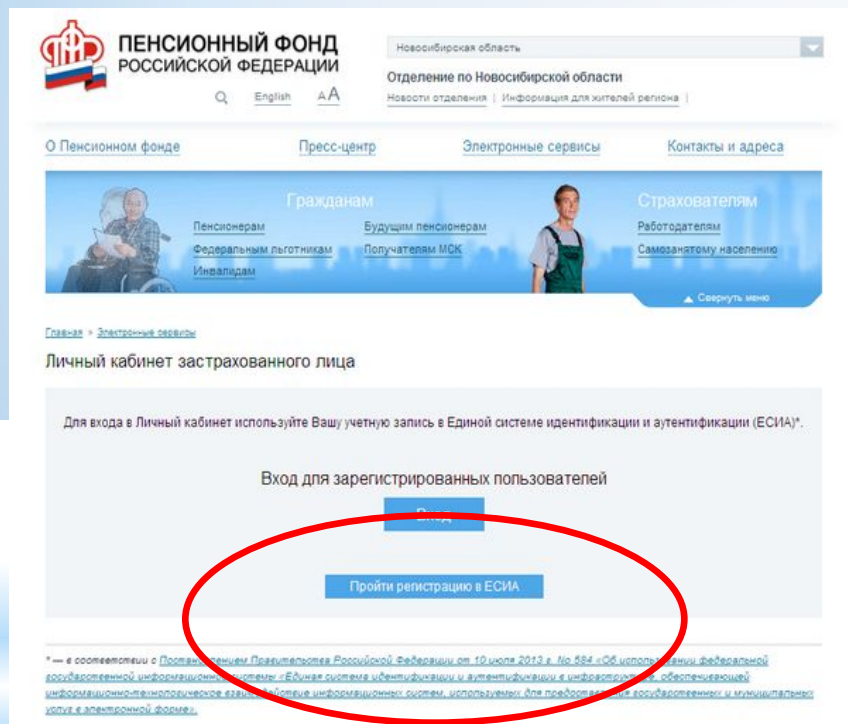 ПЕНСИОННЫЙ ФОНД
РОССИЙСКОЙ ФЕДЕРАЦИИ
English АА
Новосибирская область
Отделение по Новосибирской области
Новости отделения | Информация для жителей региона |
О Пенсионном фонде Пресс-центр Электронные сервисы Контакты и адреса
Гражданам
Пенсионерам Будущим пенсионерам
Федеральным льготникам Получателям МСК
Инвалидам
Страхователям
Работодателям
Самозанятому населению
Свернуть меню
Главная » Электронные сервисы
Личный кабинет застрахованного лица
Для входа в Личный кабинет используйте Вашу учетную запись в Единой системе идентификации и аутентификации (ЕСИА)*.
Вход для зарегистрированных пользователей
Вход
Пройти регистрацию в ЕСИА
* — в соответствии с Постановлением Правительства Российской Федерации от 10 июля 2013 г. No 584 «Об использовании федеральной
государственной информационной системы «Единая система идентификации и аутентификации в инфраструктуре, обеспечивающей
информационно-технологическое взаимодействие информационных систем, используемых для предоставления государственных и муниципальных
услуг в электронной форме».